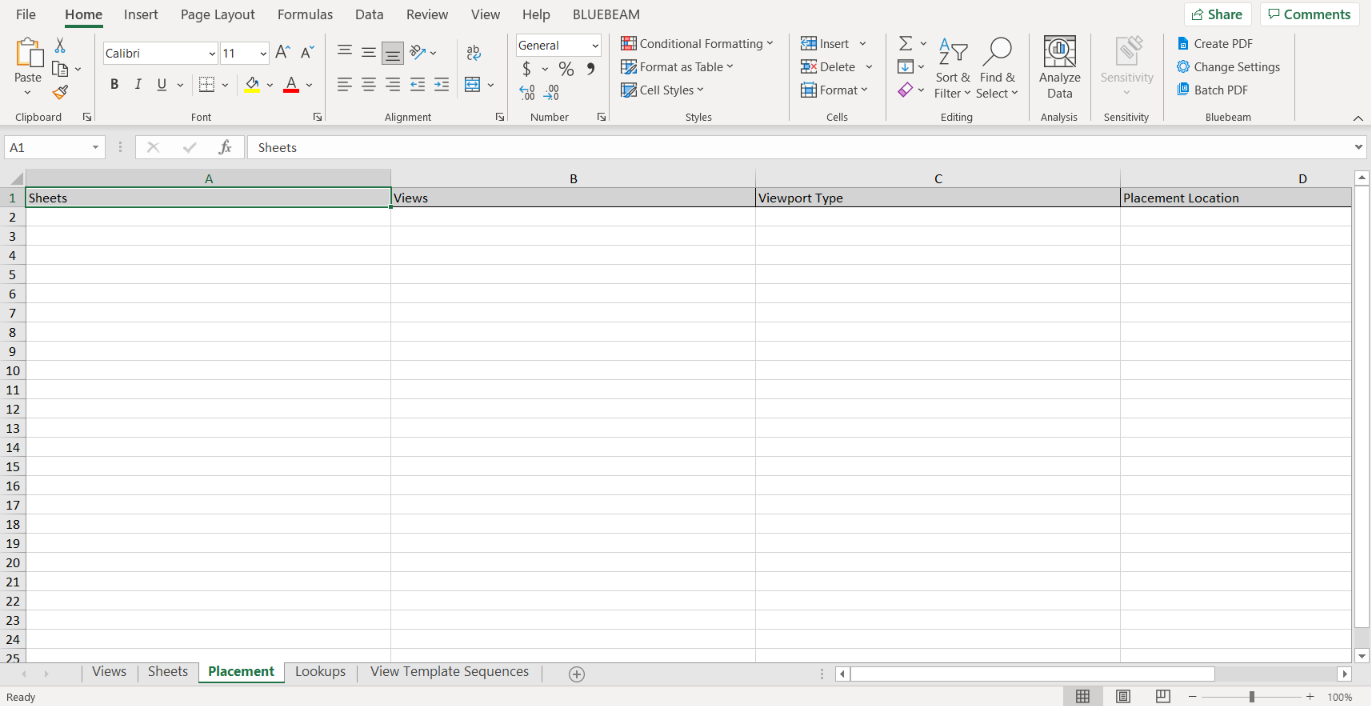 File Home Insert Page Layout Formulas Data Review View Help BLUEBEAM Share Comments
Paste
Calibri 11
B I U
A A A
ab
General
$ % 9
.00 .00
Conditional Formatting
Format as Table
Cell Styles
Insert
Delete
Format
Σ
A Z
Sort & Filter
Find & Select
Analyze Data
Sensitivity
Create PDF
Change Settings
Batch PDF
Clipboard Font Alignment Number Styles Cells Editing Analysis Sensitivity Bluebeam
A1 fx Sheets
A B C D
1 Sheets Views Viewport Type Placement Location
2
3
4
5
6
7
8
9
10
11
12
13
14
15
16
17
18
19
20
21
22
23
24
25
Views Sheets Placement Lookups View Template Sequences
Ready 100%